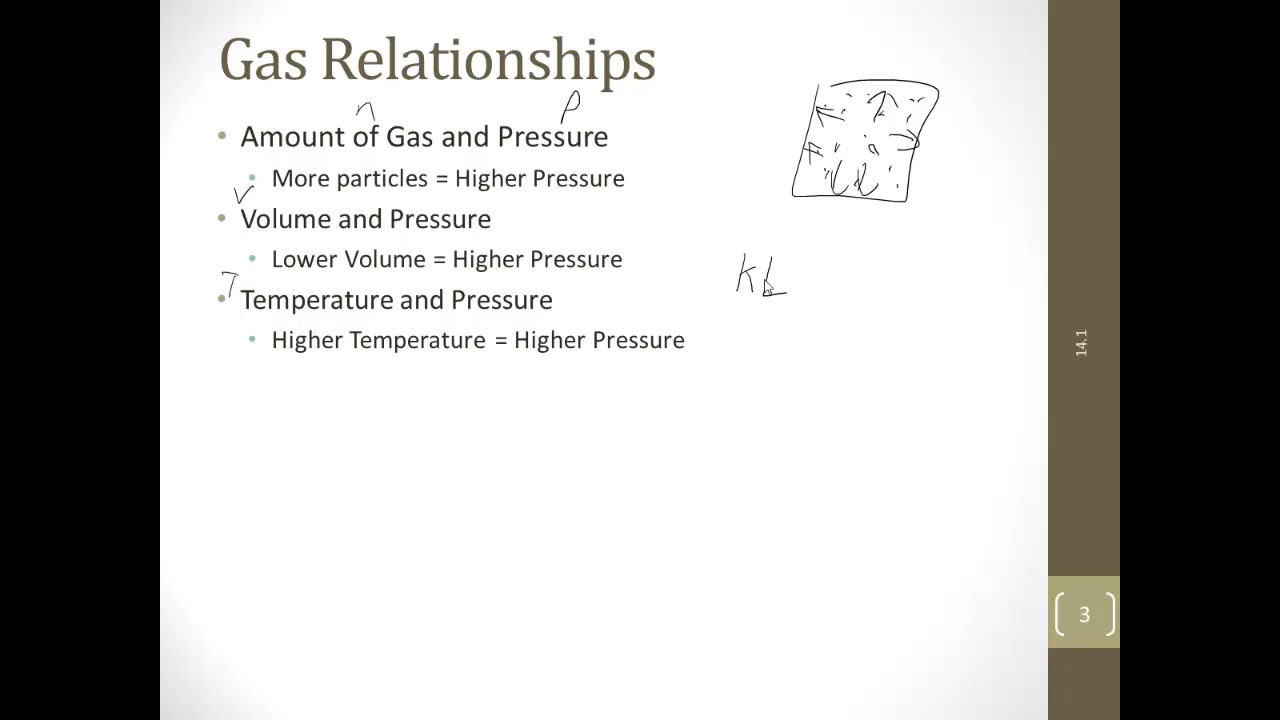 Gas Relationships
n P
• Amount of Gas and Pressure
• More particles = Higher Pressure
V
• Volume and Pressure
• Lower Volume = Higher Pressure
T
• Temperature and Pressure
• Higher Temperature = Higher Pressure
14.1
3